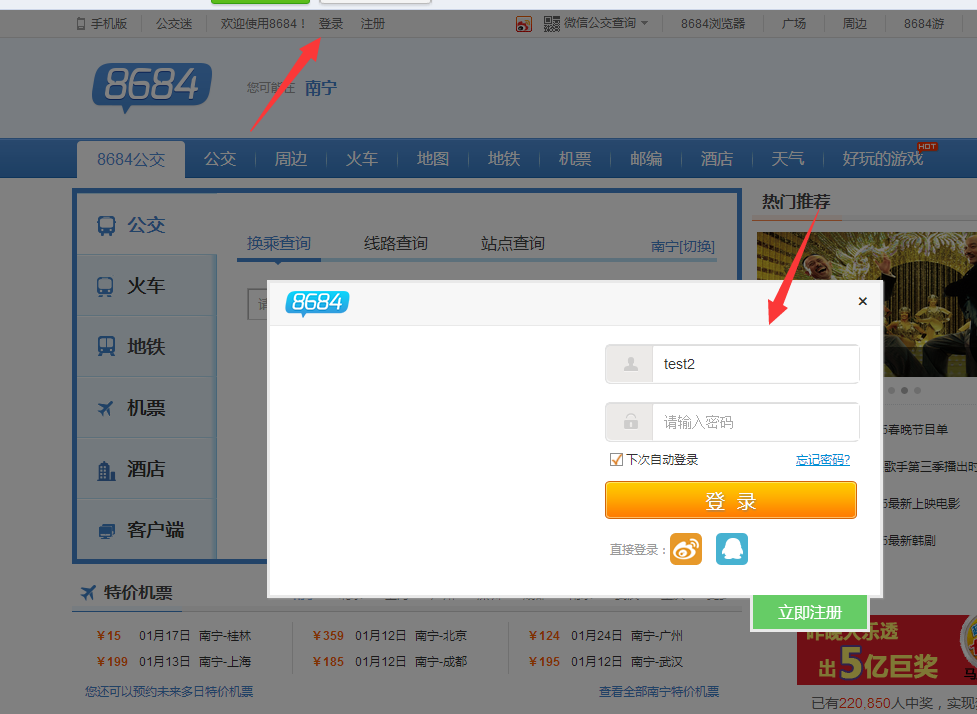 手机版 公交迷 欢迎使用8684！ 登录 注册 微信公交查询 8684浏览器 广场 周边 8684游
8684 您可能在 南宁
8684公交 公交 周边 火车 地图 地铁 机票 邮编 酒店 天气 好玩的游戏 HOT
公交
火车
地铁
机票
酒店
客户端
换乘查询 线路查询 站点查询 南宁[切换]
请
热门推荐
8684 ×
test2
请输入密码
下次自动登录 忘记密码?
登 录
直接登录：
立即注册
春晚节目单
歌手第三季播出时
最新上映电影
最新韩剧
特价机票
¥15 01月17日 南宁-桂林 ¥359 01月12日 南宁-北京 ¥124 01月24日 南宁-广州
¥199 01月13日 南宁-上海 ¥185 01月12日 南宁-成都 ¥195 01月12日 南宁-武汉
您还可以预约未来多日特价机票 查看全部南宁特价机票
昨晚大乐透
出5亿巨奖
已有220,850人中奖，实现